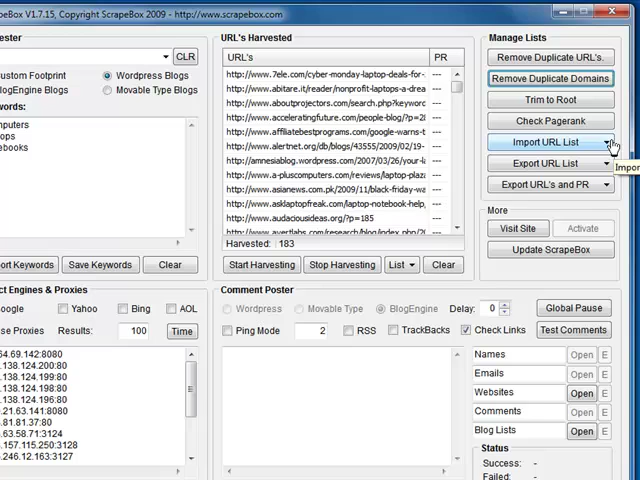 peBox V1.7.15, Copyright ScrapeBox 2009 - http://www.scrapebox.com
ester
CLR
ustom Footprint
Wordpress Blogs
ogEngine Blogs
Movable Type Blogs
words:
puters
ops
ebooks
ort Keywords
Save Keywords
Clear
URL's Harvested
URL's
PR
http://www.7ele.com/cyber-monday-laptop-deals-for-
---
http://www.abitare.it/reader/nonprofit-laptops-a-drea
---
http://www.aboutprojectors.com/search.php?keyword
---
http://www.acceleratingfuture.com/people-blog/?p=
---
http://www.affiliatebestprograms.com/google-warns-t
---
http://www.alertnet.org/db/blogs/43555/2009/02/19/
---
http://amnesiablog.wordpress.com/2007/03/26/your-l
---
http://www.a-pluscomputers.com/reviews/laptop-plaza
---
http://www.asianews.com.pk/2009/11/black-friday-wa
---
http://www.asklaptopfreak.com/laptop-notebook-help,
---
http://www.audaciousideas.org/?p=185
---
http://www.avertlabs.com/research/blog/index.php/2
---
Harvested: 183
Start Harvesting
Stop Harvesting
List
Clear
Manage Lists
Remove Duplicate URL's.
Remove Duplicate Domains
Trim to Root
Check Pagerank
Import URL List
Impor
Export URL List
Export URL's and PR
More
Visit Site
Activate
Update ScrapeBox
ct Engines & Proxies
oogle
Yahoo
Bing
AOL
se Proxies
Results:
100
Time
64.69.142:8080
.138.124.200:80
.138.124.199:80
.138.124.198:80
.138.124.196:80
.21.63.141:8080
.81.81.37:80
.63.58.71:3124
.157.115.250:3128
.246.12.163:3127
Comment Poster
Wordpress
Movable Type
BlogEngine
Delay:
0
Global Pause
Ping Mode
2
RSS
TrackBacks
Check Links
Test Comments
Names
Open
E
Emails
Open
E
Websites
Open
E
Comments
Open
E
Blog Lists
Open
E
Status
Success: -
Failed: -